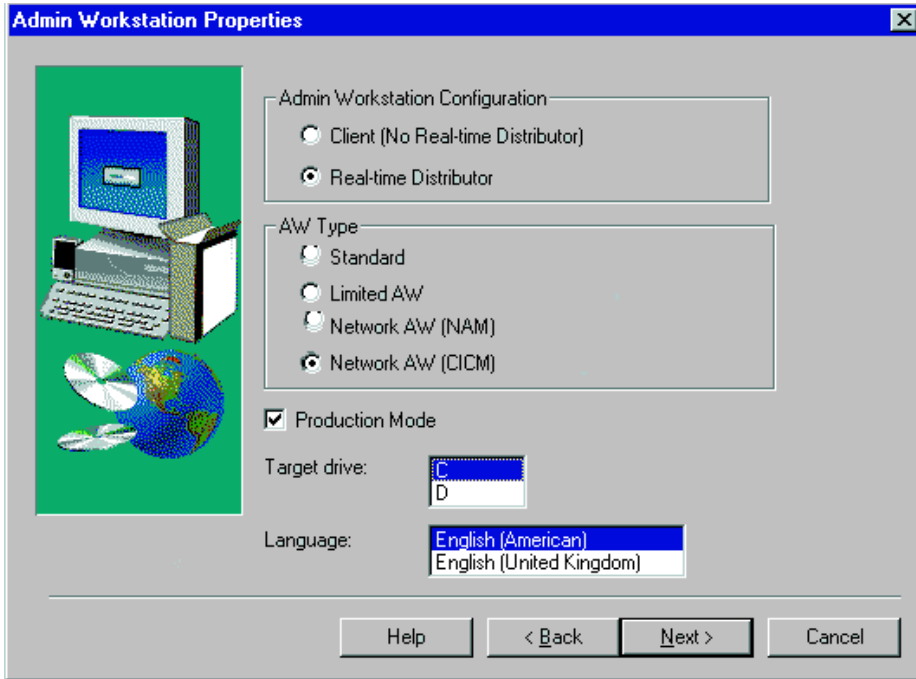 Admin Workstation Properties
Admin Workstation Configuration
Client (No Real-time Distributor)
Real-time Distributor
AW Type
Standard
Limited AW
Network AW (NAM)
Network AW (CICM)
Production Mode
Target drive:
C
D
Language:
English (American)
English (United Kingdom)
Help
< Back
Next >
Cancel